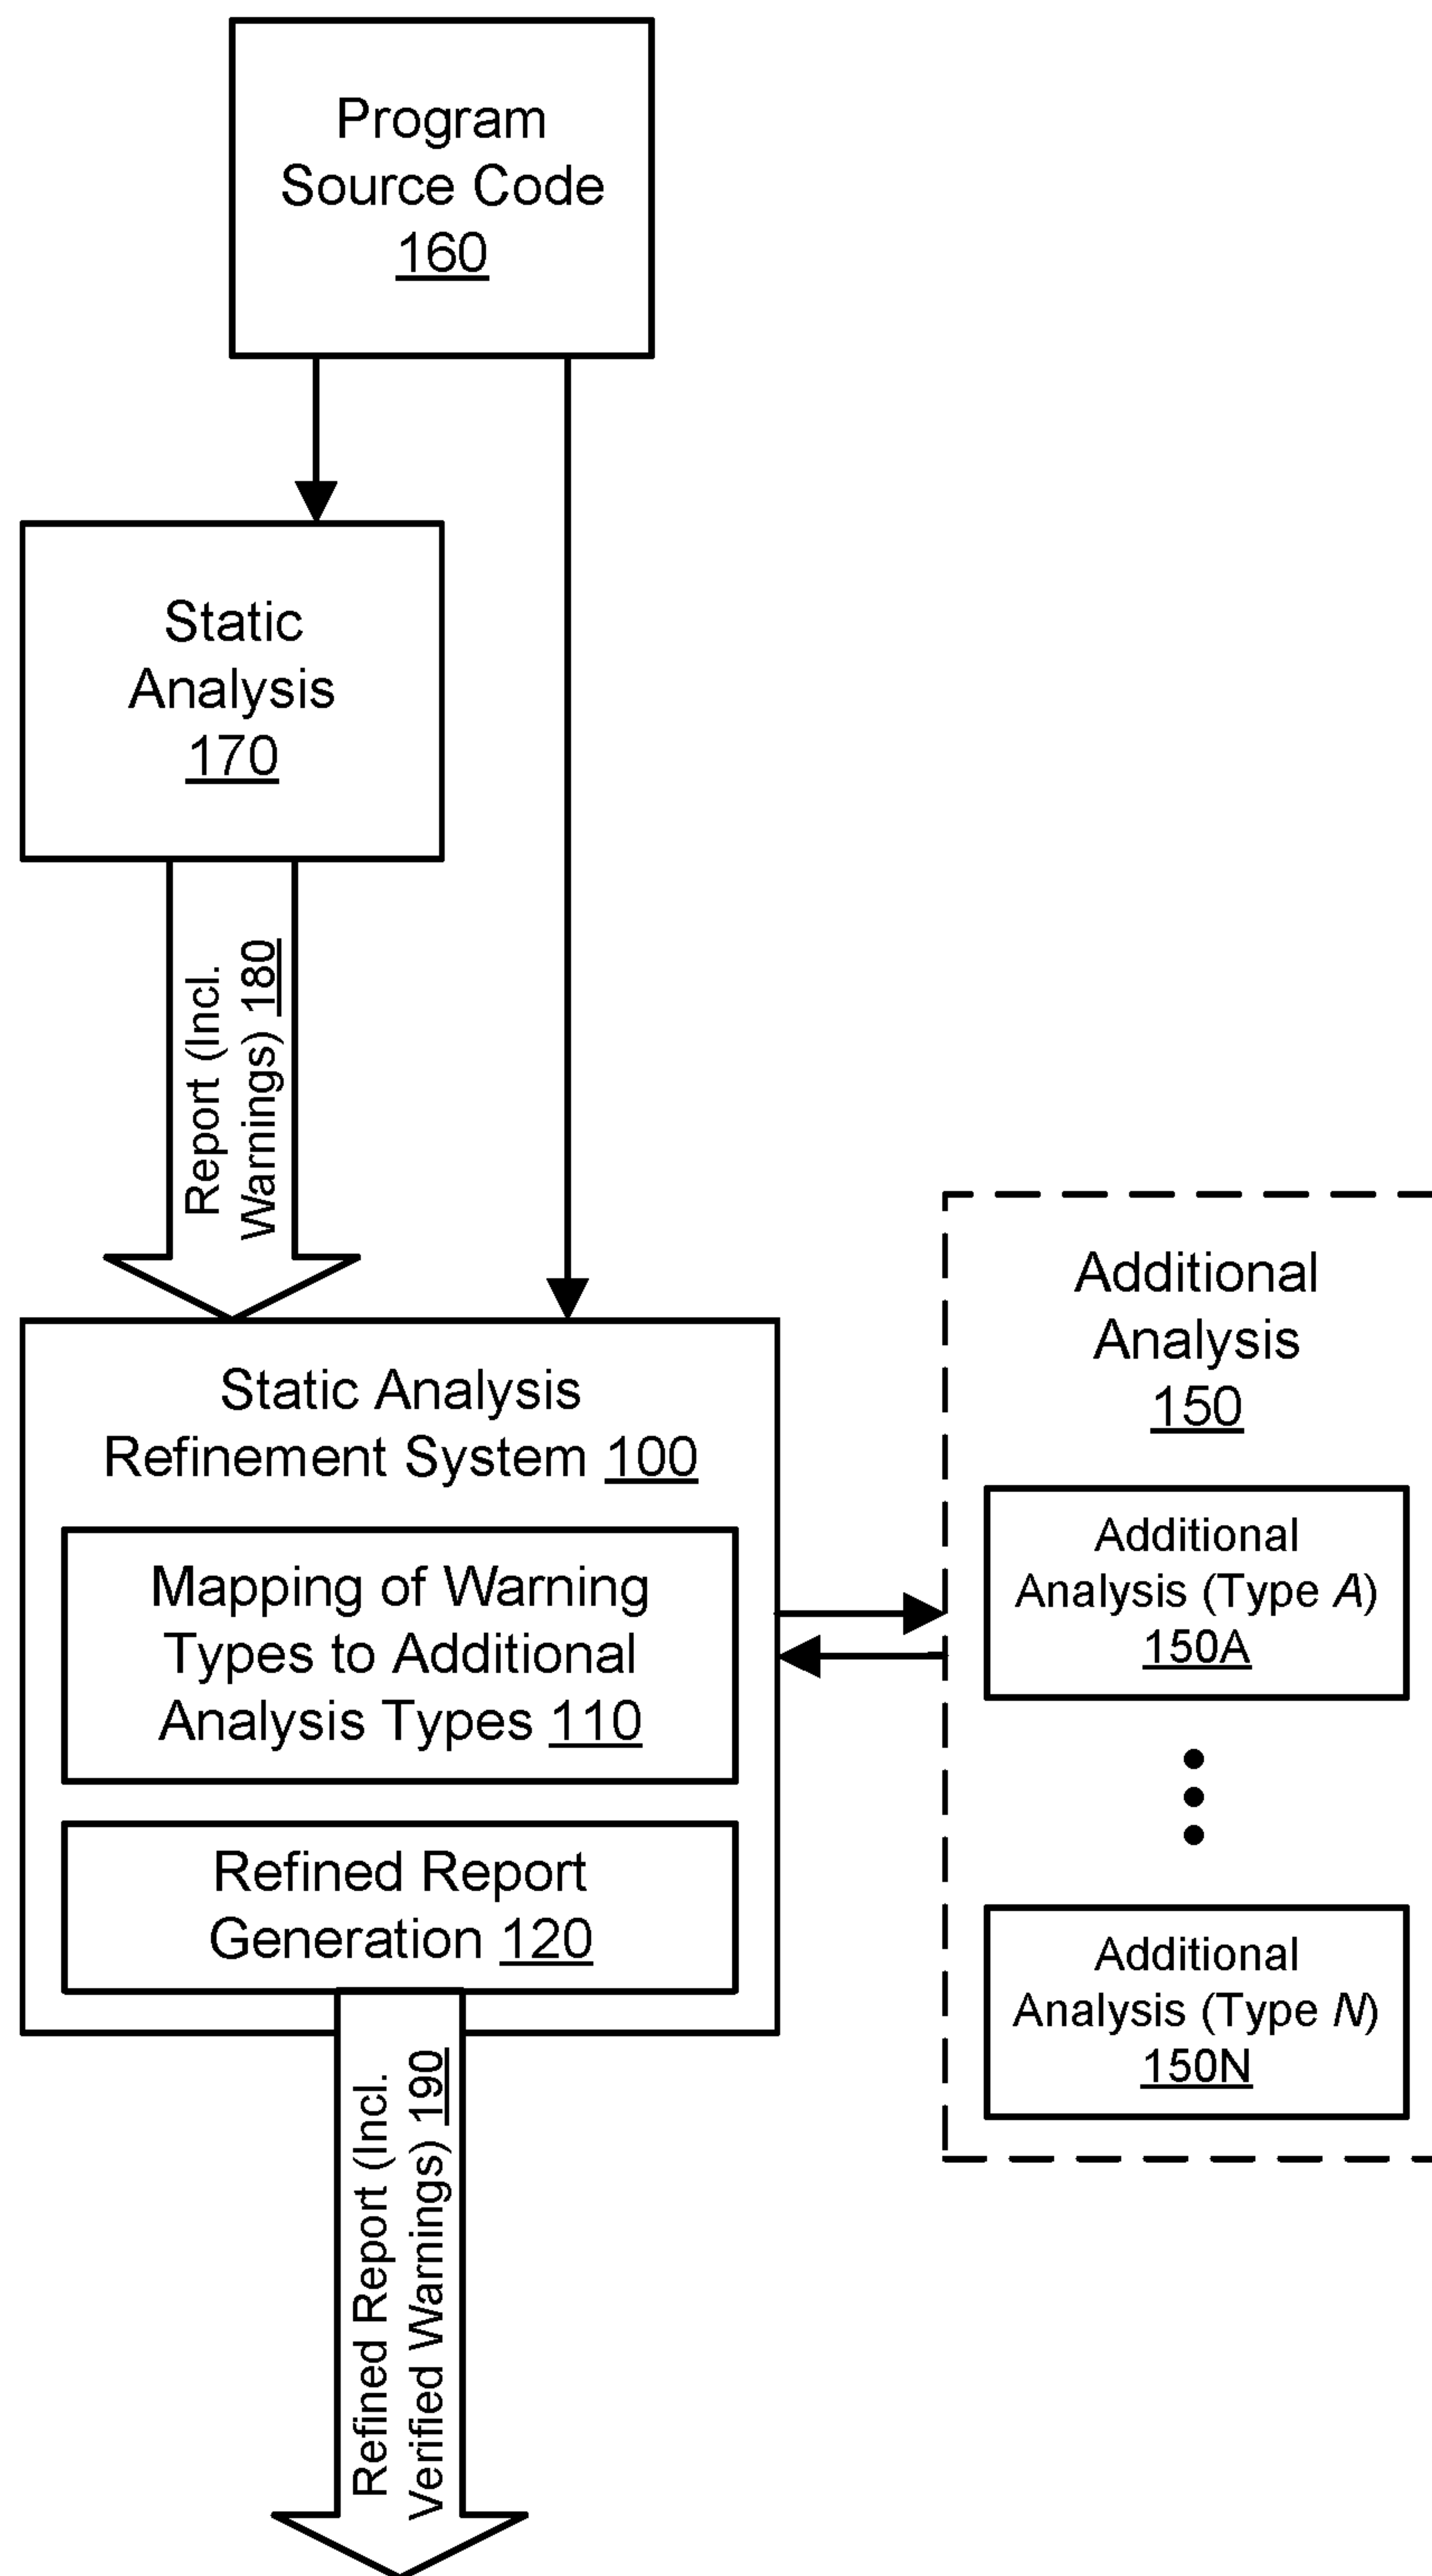 Program
Source Code
160
Static
Analysis
170
Report (Incl.
Warnings) 180
Static Analysis
Refinement System 100
Mapping of Warning
Types to Additional
Analysis Types 110
Refined Report
Generation 120
Refined Report (Incl.
Verified Warnings) 190
Additional
Analysis
150
Additional
Analysis (Type A)
150A
Additional
Analysis (Type N)
150N